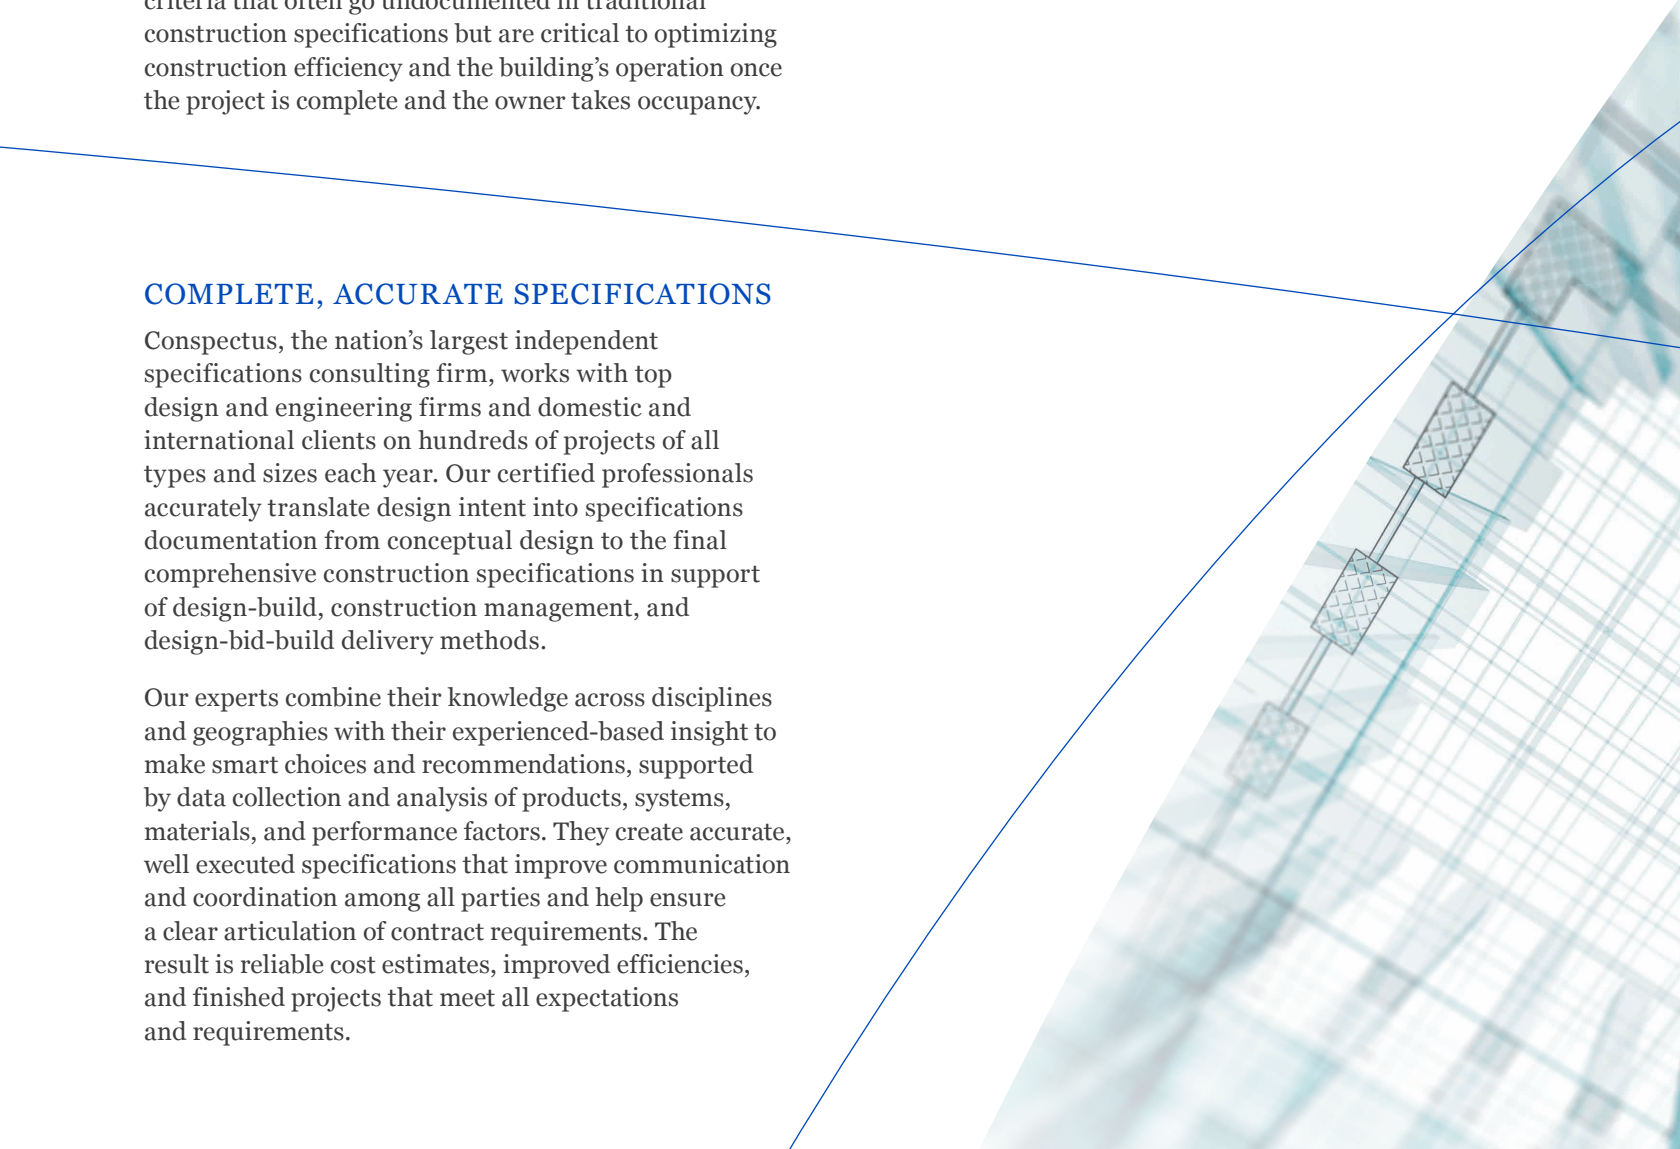 criteria that often go undocumented in traditional
construction specifications but are critical to optimizing
construction efficiency and the building’s operation once
the project is complete and the owner takes occupancy.
COMPLETE, ACCURATE SPECIFICATIONS
Conspectus, the nation’s largest independent
specifications consulting firm, works with top
design and engineering firms and domestic and
international clients on hundreds of projects of all
types and sizes each year. Our certified professionals
accurately translate design intent into specifications
documentation from conceptual design to the final
comprehensive construction specifications in support
of design-build, construction management, and
design-bid-build delivery methods.
Our experts combine their knowledge across disciplines
and geographies with their experienced-based insight to
make smart choices and recommendations, supported
by data collection and analysis of products, systems,
materials, and performance factors. They create accurate,
well executed specifications that improve communication
and coordination among all parties and help ensure
a clear articulation of contract requirements. The
result is reliable cost estimates, improved efficiencies,
and finished projects that meet all expectations
and requirements.